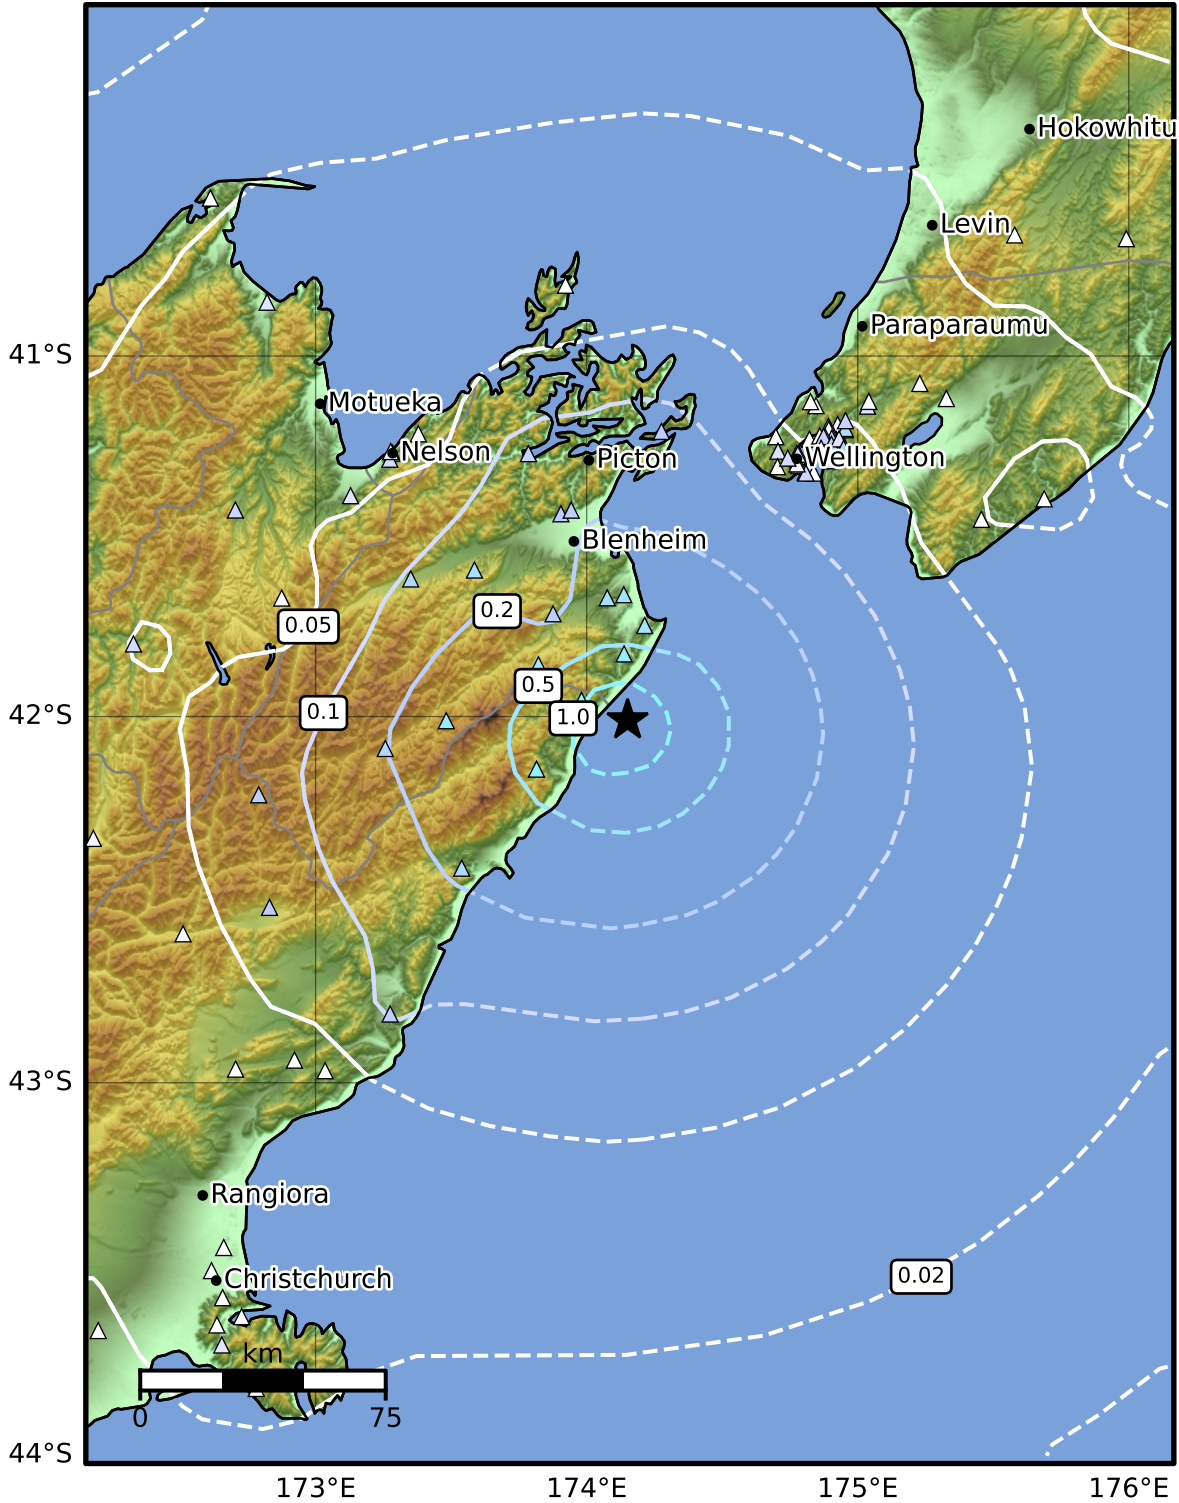 Hokowhitu
Levin
Paraparaumu
41°S
Motueka
Nelson
Picton
Wellington
Blenheim
0.2
0.05
0.5
0.1
1.0
42°S
43°S
Rangiora
0.02
Christchurch
km
0
75
44°S
173°E
174°E
175°E
176°E